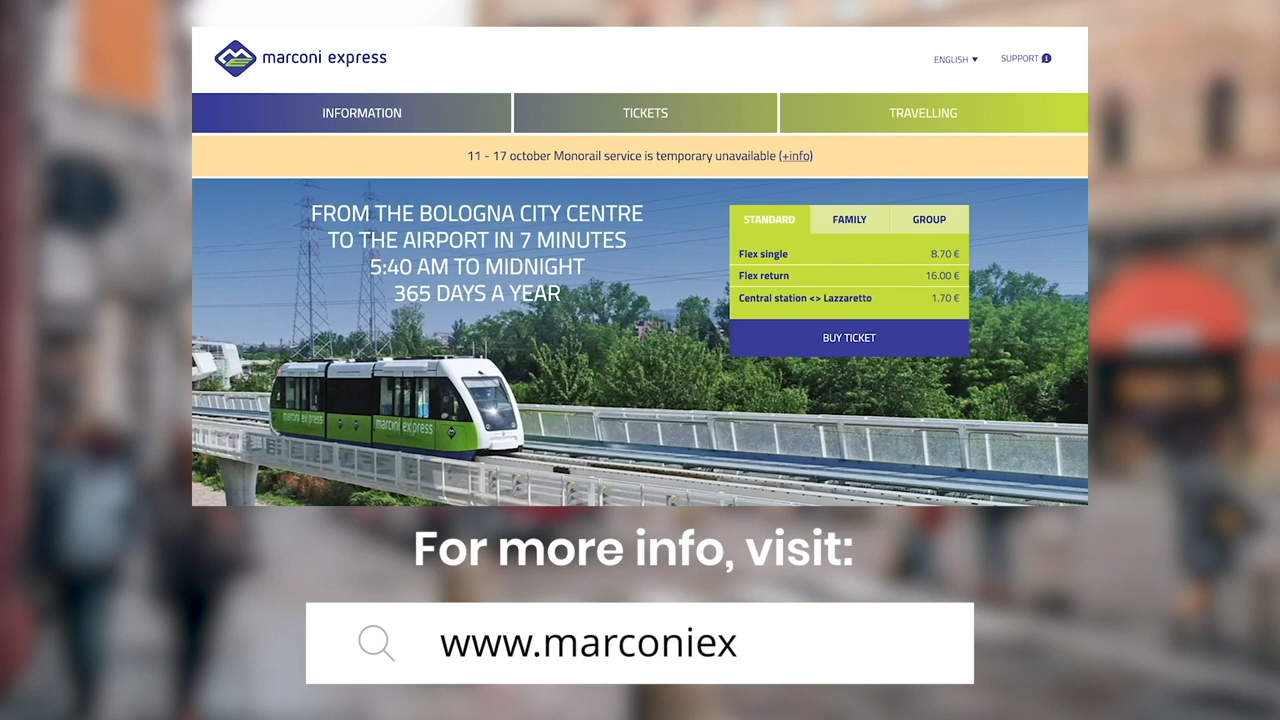 marconi express
ENGLISH
SUPPORT
INFORMATION
TICKETS
TRAVELLING
11 - 17 october Monorail service is temporary unavailable (+info)
FROM THE BOLOGNA CITY CENTRE
TO THE AIRPORT IN 7 MINUTES
5:40 AM TO MIDNIGHT
365 DAYS A YEAR
STANDARD
FAMILY
GROUP
Flex single 8.70 €
Flex return 16.00 €
Central station <> Lazzaretto 1.70 €
BUY TICKET
marconi express
marconi express
For more info, visit:
www.marconiex